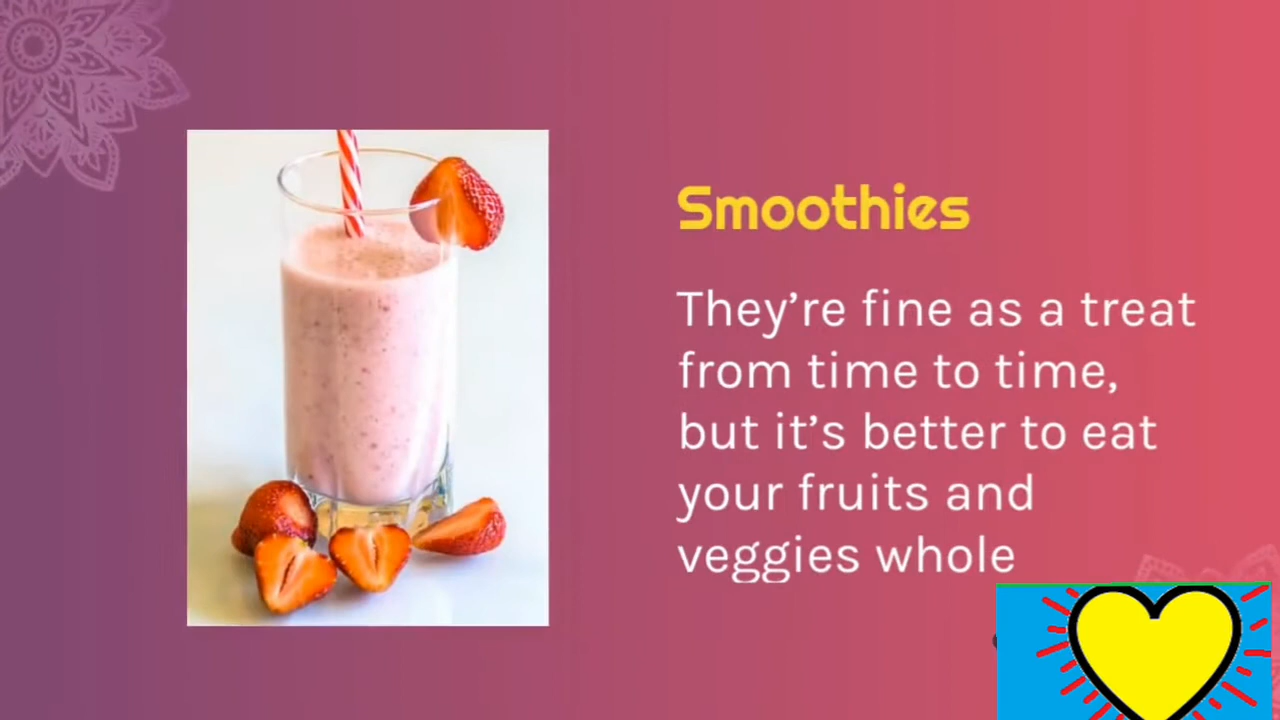 Smoothies
They’re fine as a treat
from time to time,
but it’s better to eat
your fruits and
veggies whole